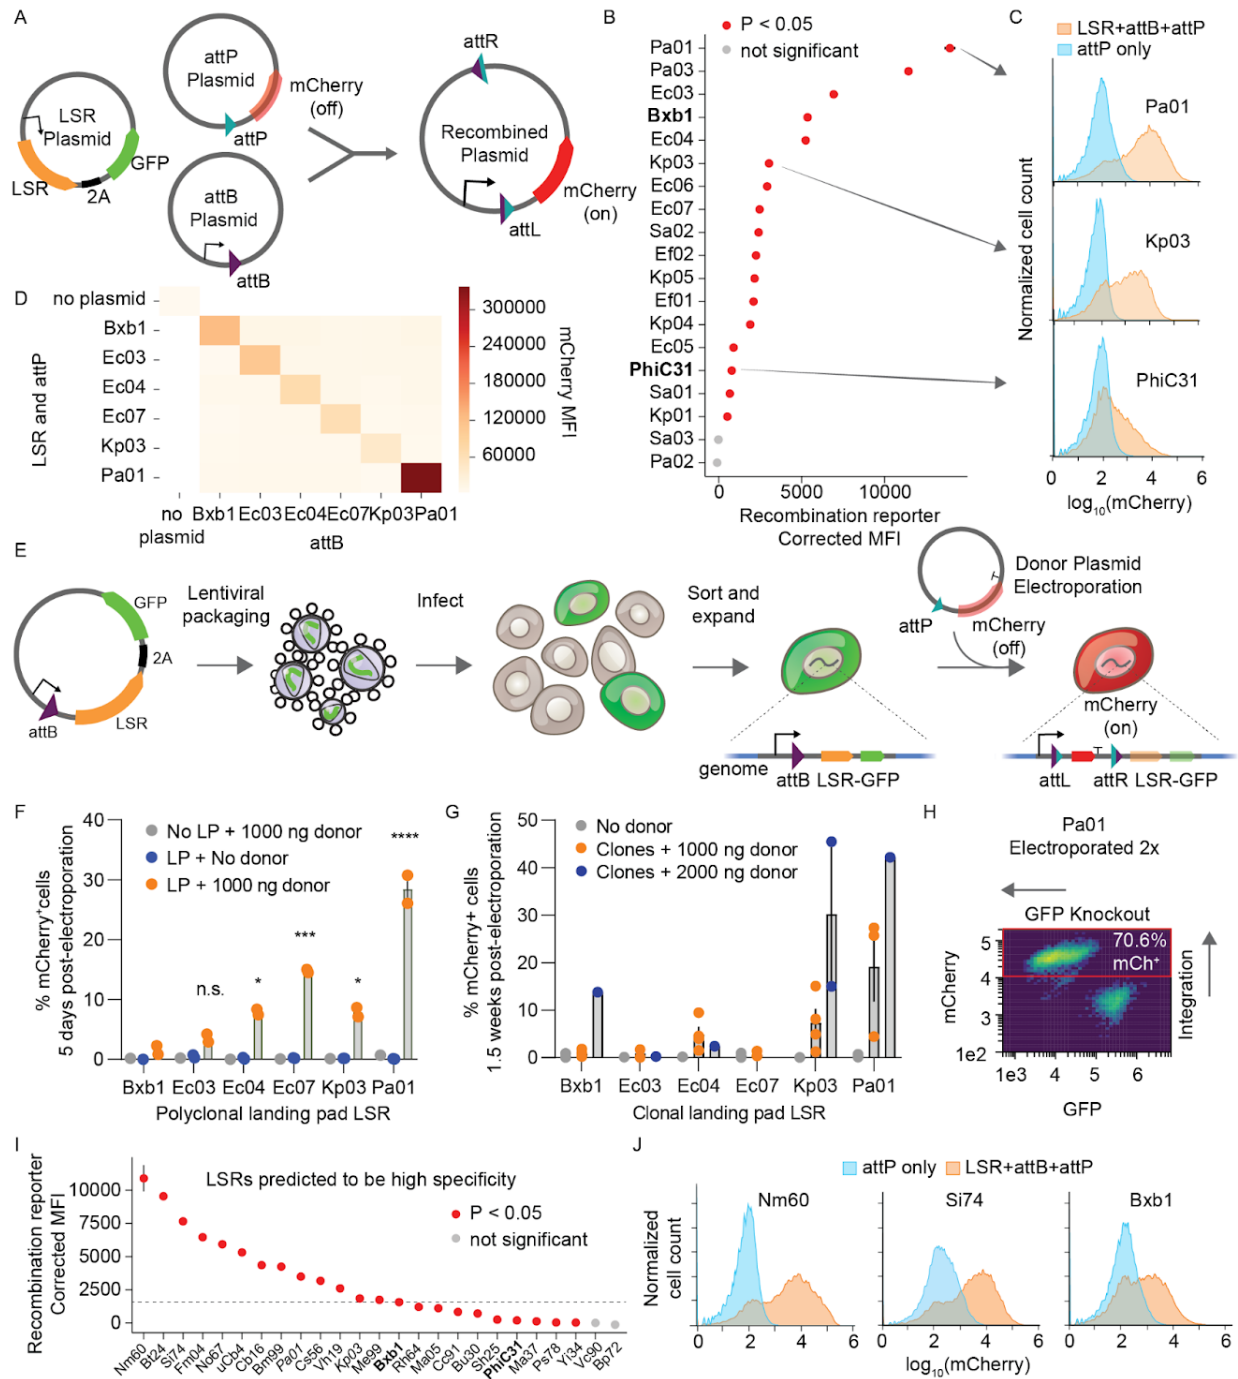 A
LSR
Plasmid
LSR
2A
GFP
attP
Plasmid
attP
mCherry
(off)
attB
Plasmid
attB
attR
Recombined
Plasmid
attL
mCherry
(on)
B
P < 0.05
not significant
Pa01
Pa03
Ec03
Bxb1
Ec04
Kp03
Ec06
Ec07
Sa02
Ef02
Kp05
Ef01
Kp04
Ec05
PhiC31
Sa01
Kp01
Sa03
Pa02
0 5000 10000
Recombination reporter
Corrected MFI
C
LSR+attB+attP
attP only
Normalized cell count
Pa01
Kp03
PhiC31
0 2 4 6
log10(mCherry)
D
LSR and attP
no plasmid
Bxb1
Ec03
Ec04
Ec07
Kp03
Pa01
no plasmid Bxb1 Ec03 Ec04 Ec07 Kp03 Pa01
attB
300000
240000
180000
120000
60000
mCherry MFI
E
GFP
2A
LSR
attB
Lentiviral
packaging
Infect
Sort and
expand
genome
attB LSR-GFP
Donor Plasmid
Electroporation
attP
mCherry
(off)
mCherry
(on)
attL attR LSR-GFP
F
% mCherry+cells
5 days post-electroporation
40
30
20
10
0
No LP + 1000 ng donor
LP + No donor
LP + 1000 ng donor
n.s.
*
***
*
****
Bxb1 Ec03 Ec04 Ec07 Kp03 Pa01
Polyclonal landing pad LSR
G
% mCherry+ cells
1.5 weeks post-electroporation
50
40
30
20
10
0
No donor
Clones + 1000 ng donor
Clones + 2000 ng donor
Bxb1 Ec03 Ec04 Ec07 Kp03 Pa01
Clonal landing pad LSR
H
Pa01
Electroporated 2x
GFP Knockout
70.6%
mCh+
mCherry
5
4
3
1e2
1e3 4 5 6
GFP
Integration
I
LSRs predicted to be high specificity
P < 0.05
not significant
Recombination reporter
Corrected MFI
10000
7500
5000
2500
0
Nm60 Bt24 Si74 Fm04 No67 uCb4 Cb16 Bm99 Pa01 Cs56 Vh19 Kp03 Me99 Bxb1 Rh64 Ma05 Cc91 Bu30 Sh25 PhiC31 Ma37 Ps78 Yi34 Vc90 Bp72
J
attP only
LSR+attB+attP
Normalized
cell count
Nm60
Si74
Bxb1
0 2 4 6 0 2 4 6 0 2 4 6
log10(mCherry)